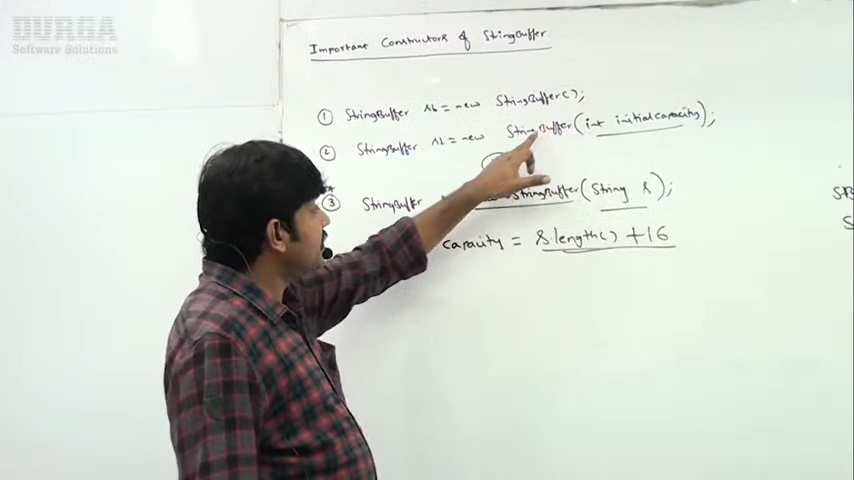 DURGA
Software Solutions
Important Constructors of StringBuffer
① StringBuffer sb = new StringBuffer();
② StringBuffer sb = new StringBuffer(int initialcapacity);
③ StringBuffer StringBuffer(String s);
capacity = s.length() + 16